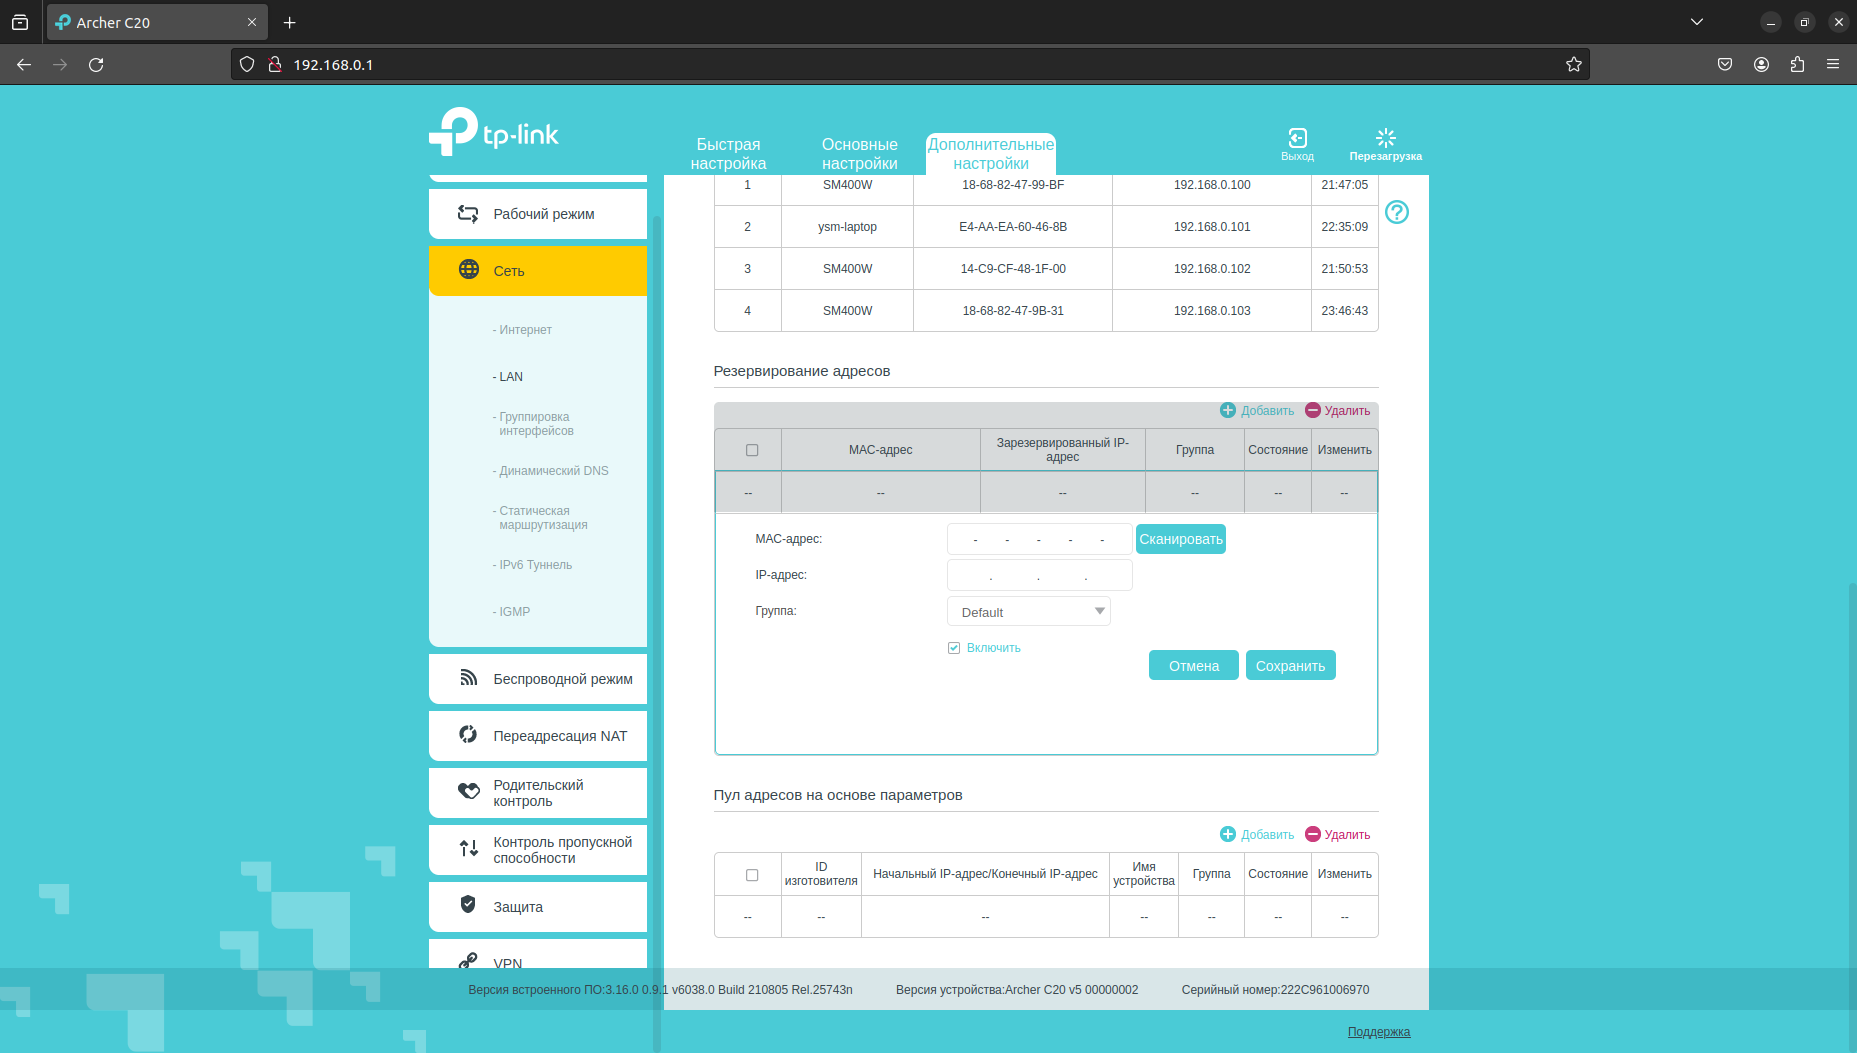 Archer C20
192.168.0.1
tp-link
Быстрая настройка
Основные настройки
Дополнительные настройки
Выход
Перезагрузка
Рабочий режим
Сеть
- Интернет
- LAN
- Группировка
интерфейсов
- Динамический DNS
- Статическая
маршрутизация
- IPv6 Туннель
- IGMP
Беспроводной режим
Переадресация NAT
Родительский
контроль
Контроль пропускной
способности
Защита
VPN
1 SM400W 18-68-82-47-99-BF 192.168.0.100 21:47:05
2 ysm-laptop E4-AA-EA-60-46-8B 192.168.0.101 22:35:09
3 SM400W 14-C9-CF-48-1F-00 192.168.0.102 21:50:53
4 SM400W 18-68-82-47-9B-31 192.168.0.103 23:46:43
Резервирование адресов
Добавить Удалить
MAC-адрес Зарезервированный IP-адрес Группа Состояние Изменить
-- -- -- -- -- --
MAC-адрес: - - - - - Сканировать
IP-адрес: . . .
Группа: Default
Включить
Отмена Сохранить
Пул адресов на основе параметров
Добавить Удалить
ID изготовителя Начальный IP-адрес/Конечный IP-адрес Имя устройства Группа Состояние Изменить
-- -- -- -- -- -- --
Версия встроенного ПО:3.16.0 0.9.1 v6038.0 Build 210805 Rel.25743n Версия устройства:Archer C20 v5 00000002 Серийный номер:222C961006970
Поддержка